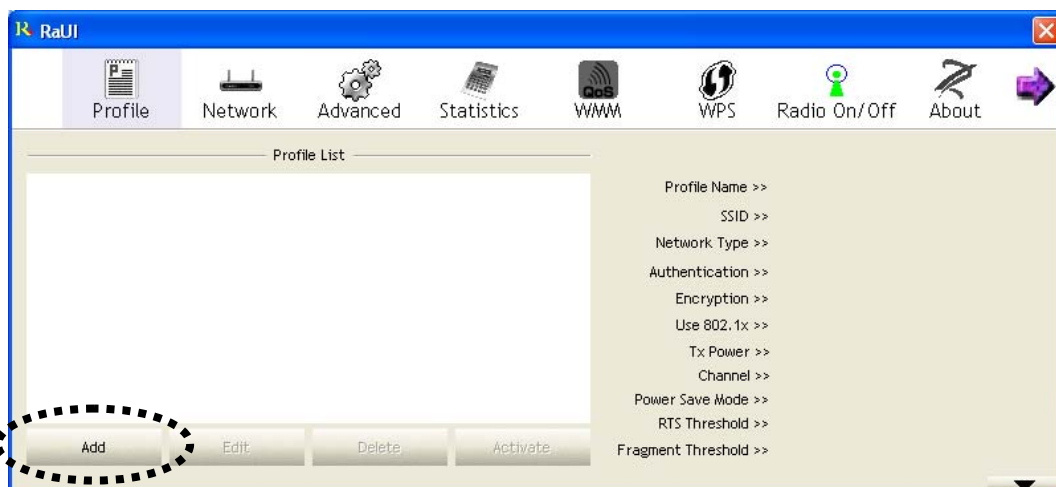 RaUI
Profile Network Advanced Statistics WMM WPS Radio On/Off About
QoS
Profile List
Profile Name >>
SSID >>
Network Type >>
Authentication >>
Encryption >>
Use 802.1x >>
Tx Power >>
Channel >>
Power Save Mode >>
RTS Threshold >>
Fragment Threshold >>
Add Edit Delete Activate